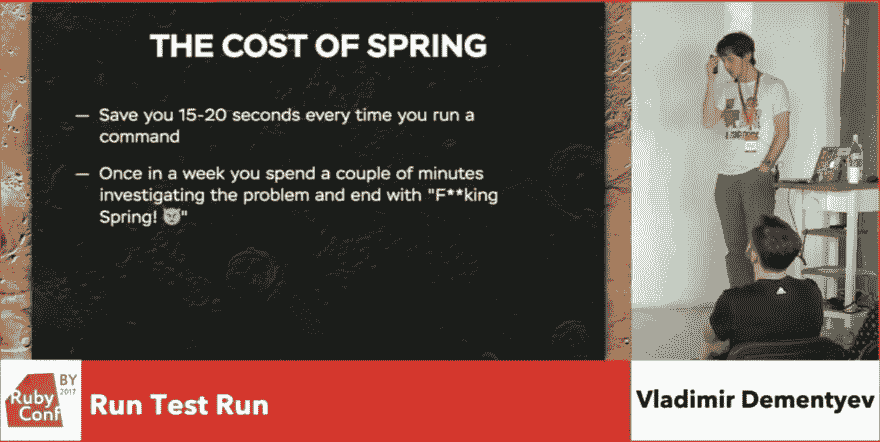 THE COST OF SPRING
— Save you 15-20 seconds every time you run a
command
— Once in a week you spend a couple of minutes
investigating the problem and end with "F**king
Spring! 👿"
Ruby
Conf
BY
2017
Run Test Run
Vladimir Dementyev